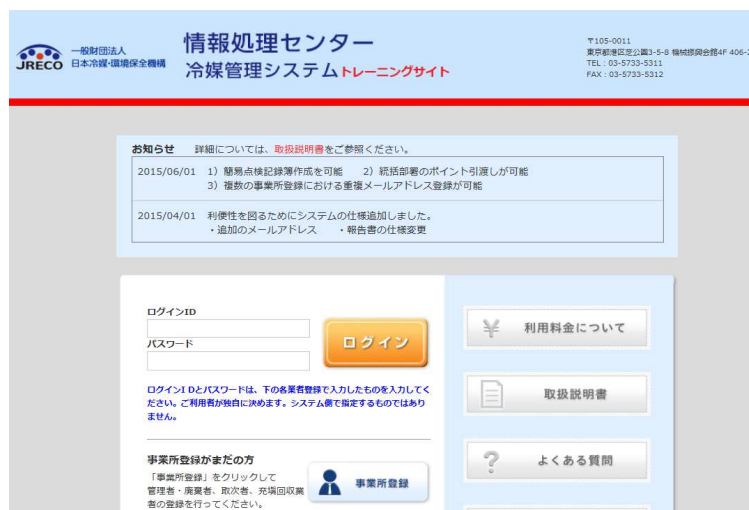 JRECO
一般財団法人
日本冷媒・環境保全機構
情報処理センター
冷媒管理システムトレーニングサイト
〒105-0011
東京都港区芝公園3-5-8 機械振興会館4F 406-2
TEL : 03-5733-5311
FAX : 03-5733-5312
お知らせ 詳細については、取扱説明書をご参照ください。
2015/06/01 1）簡易点検記録簿作成を可能 2）統括部署のポイント引渡しが可能
3）複数の事業所登録における重複メールアドレス登録が可能
2015/04/01 利便性を図るためにシステムの仕様追加しました。
・追加のメールアドレス ・報告書の仕様変更
ログインID
パスワード
ログイン
ログインI Dとパスワードは、下の各業者登録で入力したものを入力してく
ださい。ご利用者が独自に決めます。システム側で指定するものではあり
ません。
事業所登録がまだの方
「事業所登録」をクリックして
管理者・廃棄者、取次者、充塡回収業
者の登録を行ってください。
事業所登録
¥ 利用料金について
取扱説明書
? よくある質問